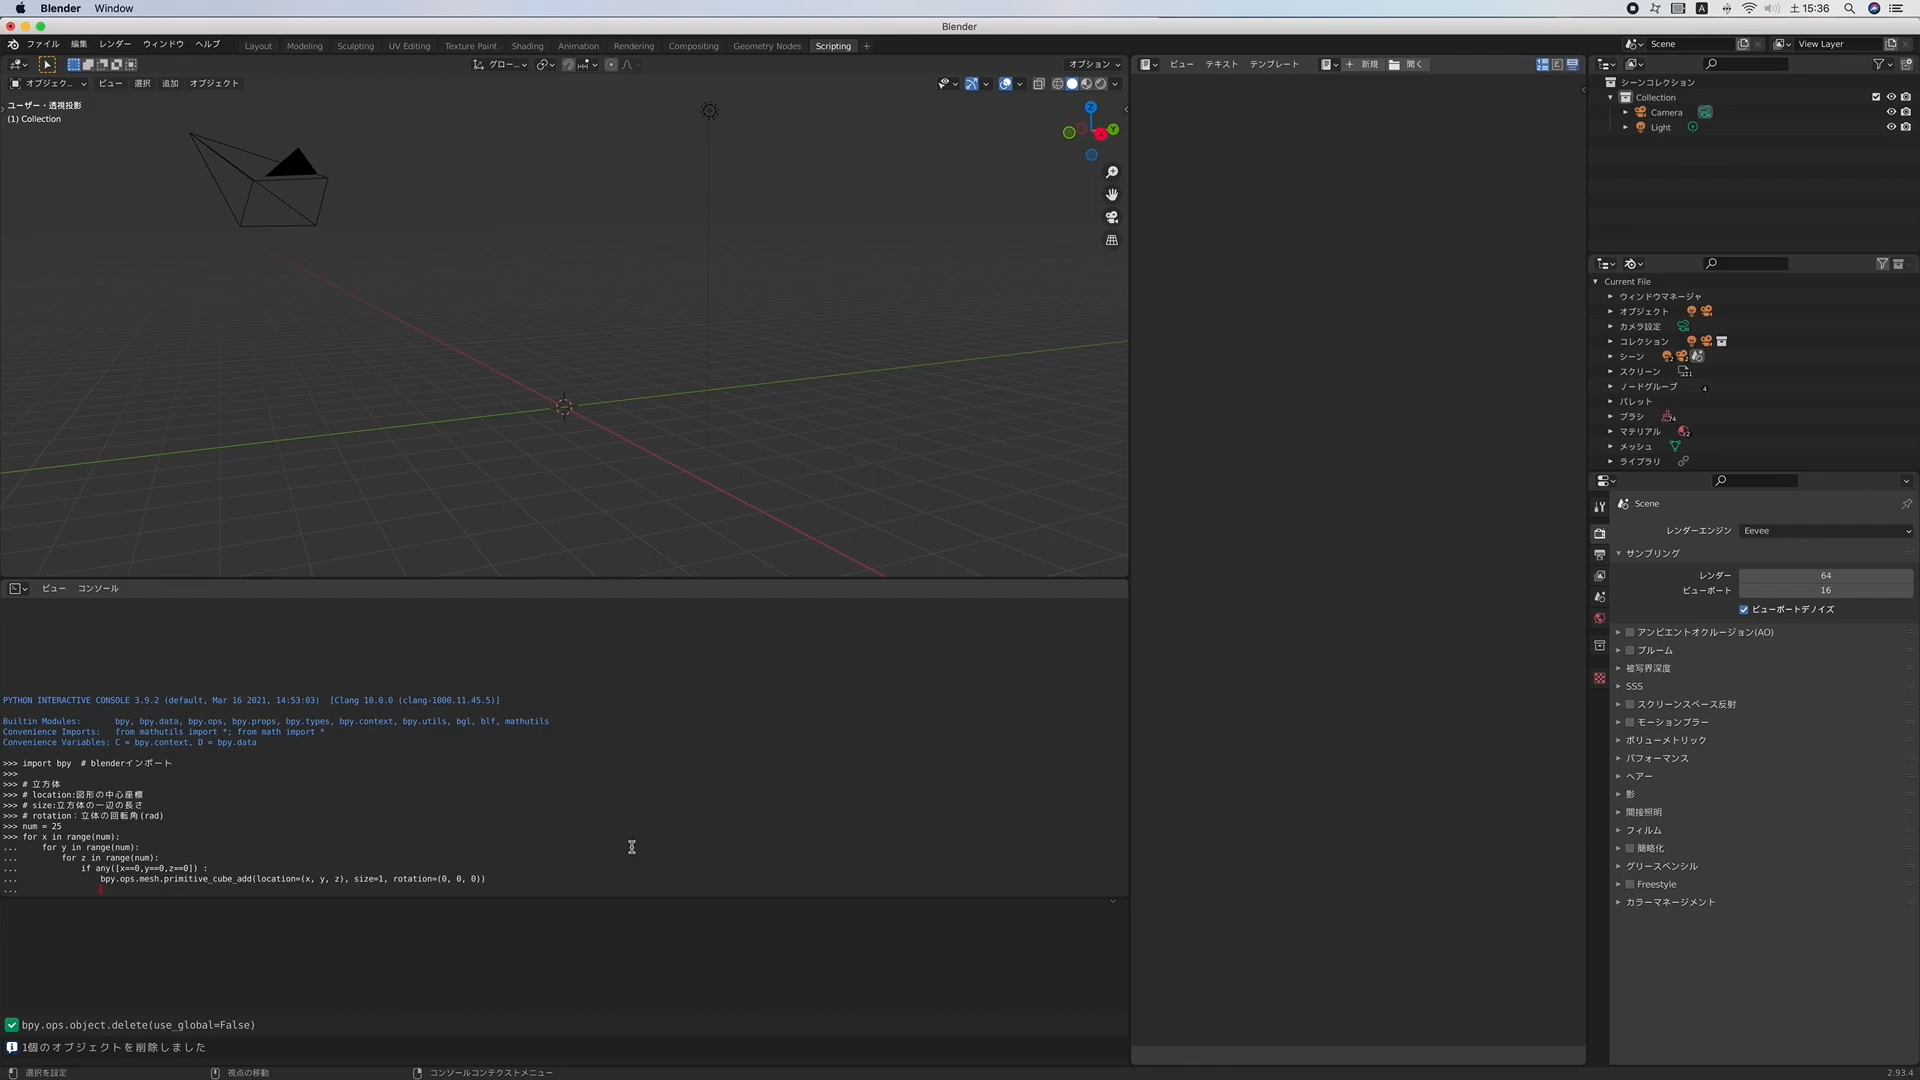 Blender Window
A 土 15:36
Blender
ファイル 編集 レンダー ウィンドウ ヘルプ Layout Modeling Sculpting UV Editing Texture Paint Shading Animation Rendering Compositing Geometry Nodes Scripting +
Scene View Layer
グロー... オプション
オブジェク... ビュー 選択 追加 オブジェクト
ユーザー・透視投影
(1) Collection
Z
Y
X
ビュー テキスト テンプレート 新規 開く
シーンコレクション
Collection
Camera
Light
Current File
ウィンドウマネージャ
オブジェクト
カメラ設定
コレクション
シーン 2 2
スクリーン 11
ノードグループ 4
パレット
ブラシ 74
マテリアル 2
メッシュ
ライブラリ
Scene
レンダーエンジン Eevee
サンプリング
レンダー 64
ビューポート 16
ビューポートデノイズ
アンビエントオクルージョン(AO)
ブルーム
被写界深度
SSS
スクリーンスペース反射
モーションブラー
ボリューメトリック
パフォーマンス
ヘアー
影
間接照明
フィルム
簡略化
グリースペンシル
Freestyle
カラーマネージメント
ビュー コンソール
PYTHON INTERACTIVE CONSOLE 3.9.2 (default, Mar 16 2021, 14:53:03)  [Clang 10.0.0 (clang-1000.11.45.5)]
Builtin Modules:      bpy, bpy.data, bpy.ops, bpy.props, bpy.types, bpy.context, bpy.utils, bgl, blf, mathutils
Convenience Imports:   from mathutils import *; from math import *
Convenience Variables: C = bpy.context, D = bpy.data
>>> import bpy  # blenderインポート
>>>
>>> # 立方体
>>> # location:図形の中心座標
>>> # size:立方体の一辺の長さ
>>> # rotation：立体の回転角(rad)
>>> num = 25
>>> for x in range(num):
...     for y in range(num):
...         for z in range(num):
...             if any([x==0,y==0,z==0]) :
...                 bpy.ops.mesh.primitive_cube_add(location=(x, y, z), size=1, rotation=(0, 0, 0))
...
bpy.ops.object.delete(use_global=False)
1個のオブジェクトを削除しました
選択を設定 視点の移動 コンソールコンテクストメニュー 2.93.4